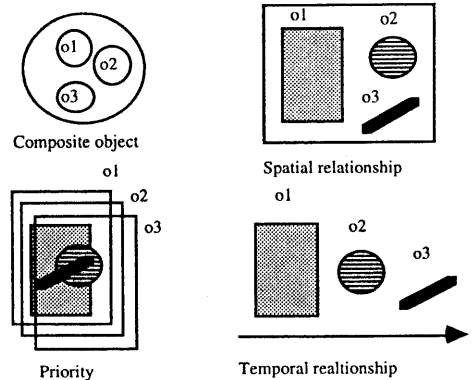 o1
o2
o3
Composite object
o1
o2
o3
Spatial relationship
o1
o2
o3
Priority
o1
o2
o3
Temporal realtionship